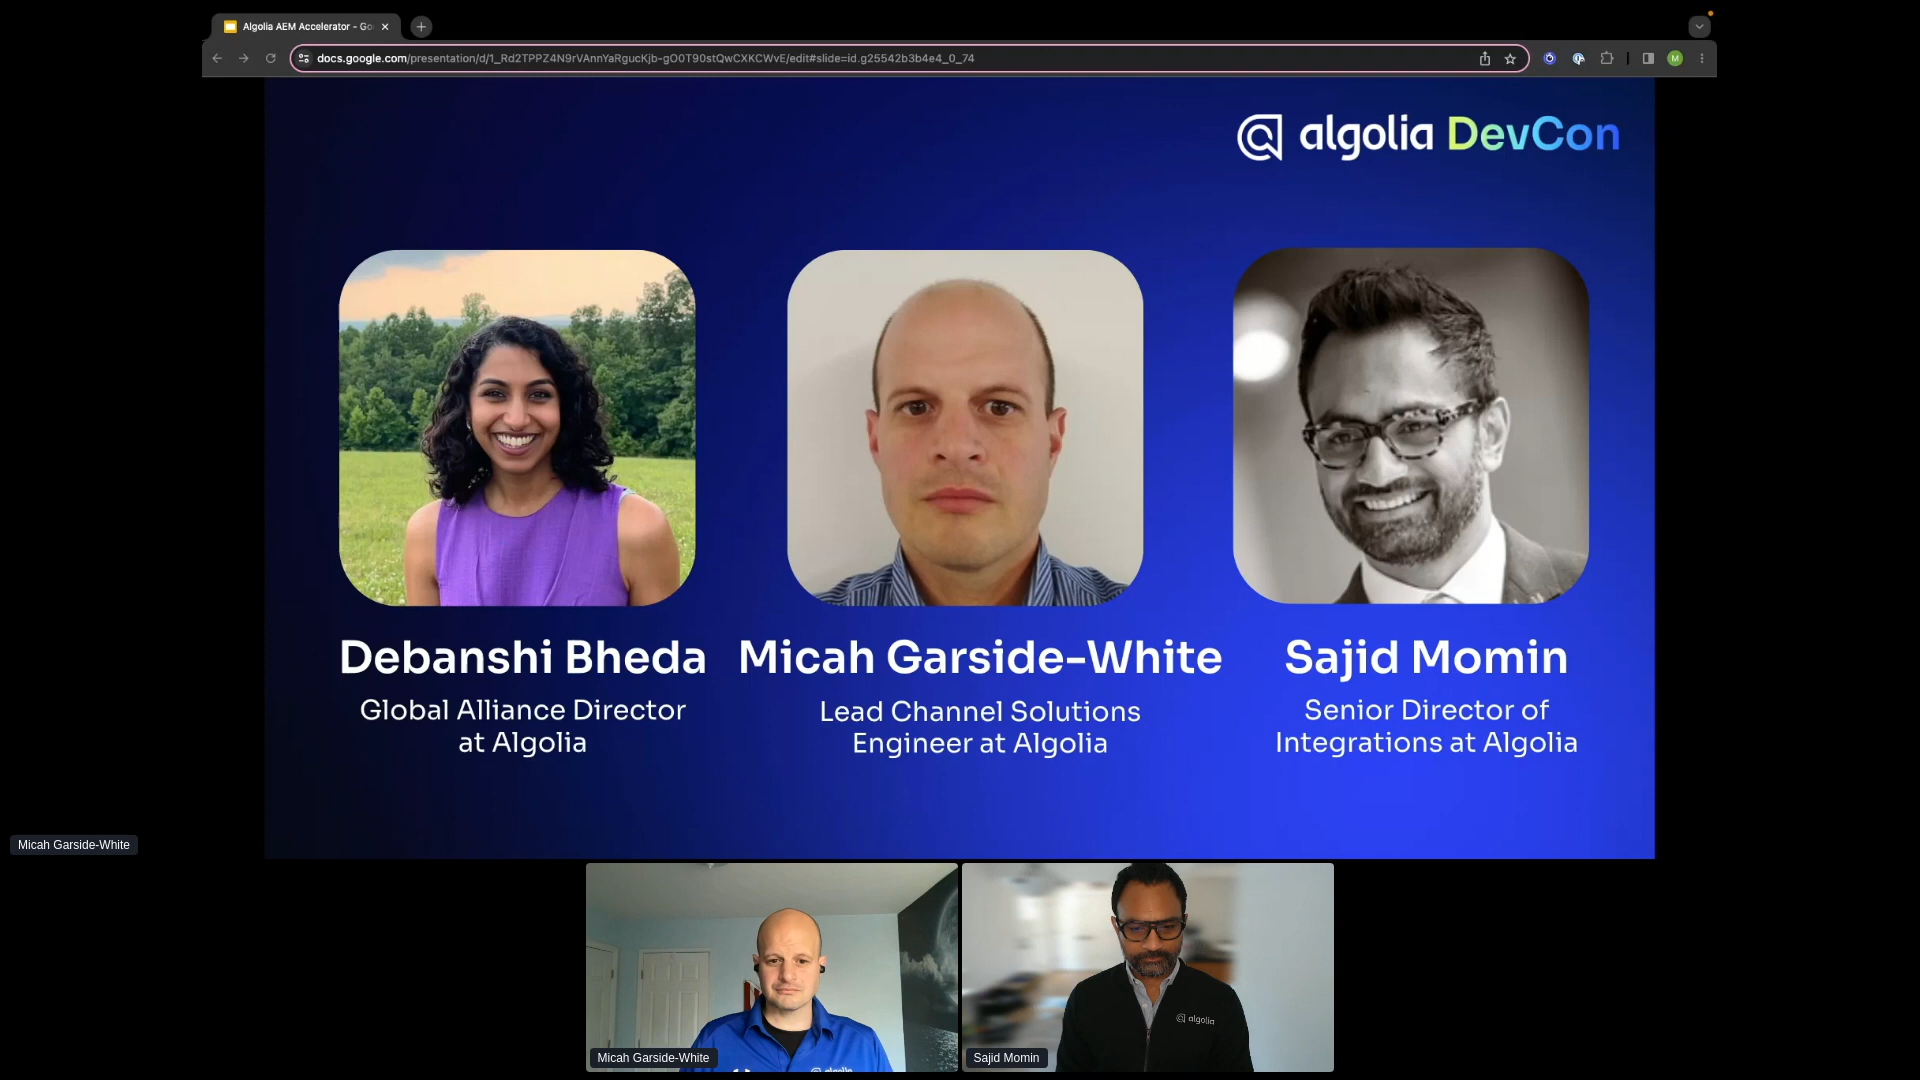 Algolia AEM Accelerator - Go
docs.google.com/presentation/d/1_Rd2TPPZ4N9rVAnnYaRgucKjb-gO0T90stQwCXKCWvE/edit#slide=id.g25542b3b4e4_0_74
M
algolia DevCon
Debanshi Bheda
Global Alliance Director
at Algolia
Micah Garside-White
Lead Channel Solutions
Engineer at Algolia
Sajid Momin
Senior Director of
Integrations at Algolia
Micah Garside-White
algolia
Micah Garside-White
algolia
Sajid Momin